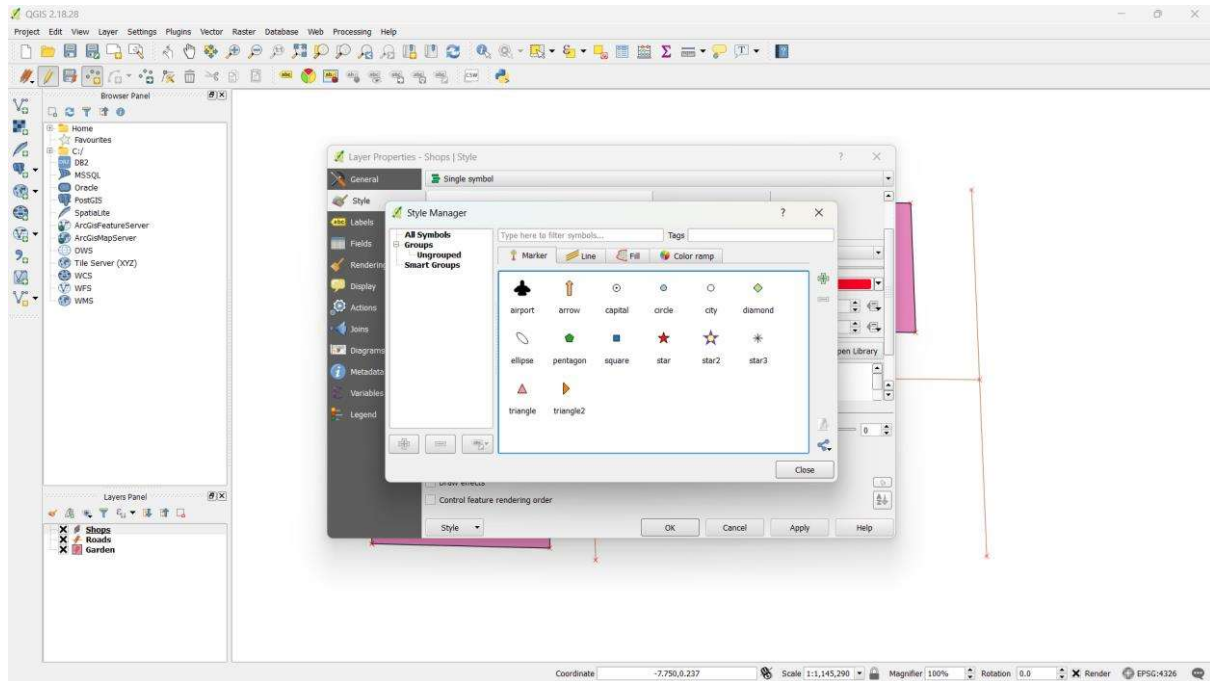 QGIS 2.18.28
Project Edit View Layer Settings Plugins Vector Raster Database Web Processing Help
Browser Panel
Home
Favourites
C:/
DB2
MSSQL
Oracle
PostGIS
SpatiaLite
ArcGisFeatureServer
ArcGisMapServer
OWS
Tile Server (XYZ)
WCS
WFS
WMS
Layers Panel
Shops
Roads
Garden
Layer Properties - Shops | Style
General
Style
Labels
Fields
Rendering
Display
Actions
Joins
Diagrams
Metadata
Variables
Legend
Single symbol
Style Manager
All Symbols
Groups
Ungrouped
Smart Groups
Type here to filter symbols... Tags
Marker Line Fill Color ramp
airport arrow capital circle city diamond
ellipse pentagon square star star2 star3
triangle triangle2
Close
pen Library
0
Draw effects
Control feature rendering order
Style OK Cancel Apply Help
Coordinate -7.750,0.237 Scale 1:1,145,290 Magnifier 100% Rotation 0.0 Render EPSG:4326